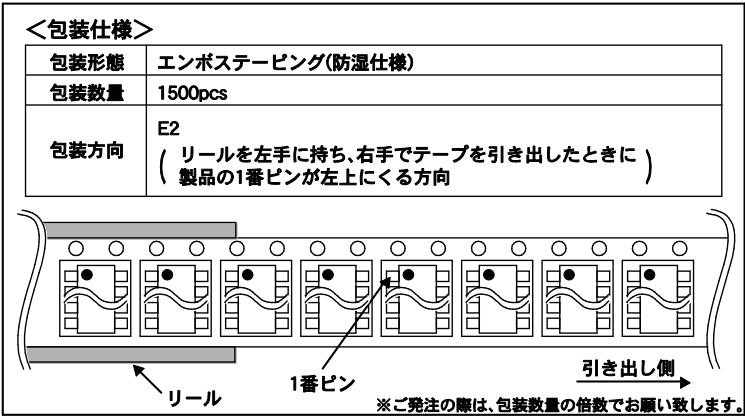 ＜包装仕様＞
包装形態 エンボステーピング(防湿仕様)
包装数量 1500pcs
包装方向 E2
( リールを左手に持ち、右手でテープを引き出したときに
製品の1番ピンが左上にくる方向 )
リール
1番ピン
引き出し側
※ご発注の際は、包装数量の倍数でお願い致します。